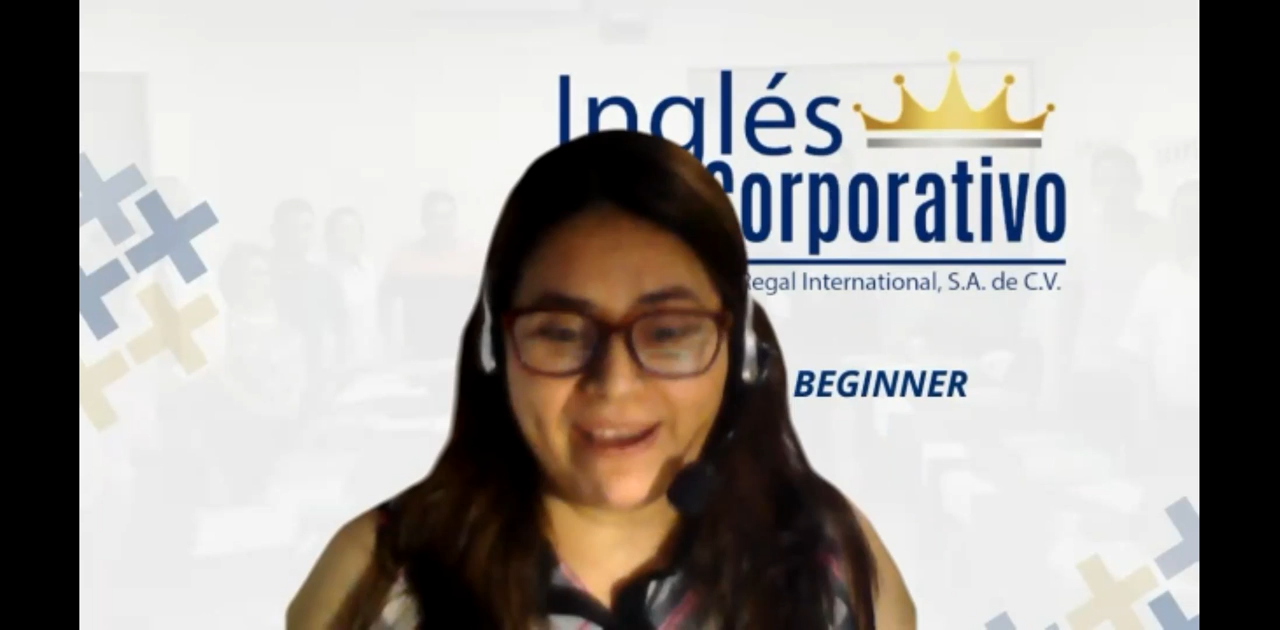 Inglés
Corporativo
Regal International, S.A. de C.V.
BEGINNER